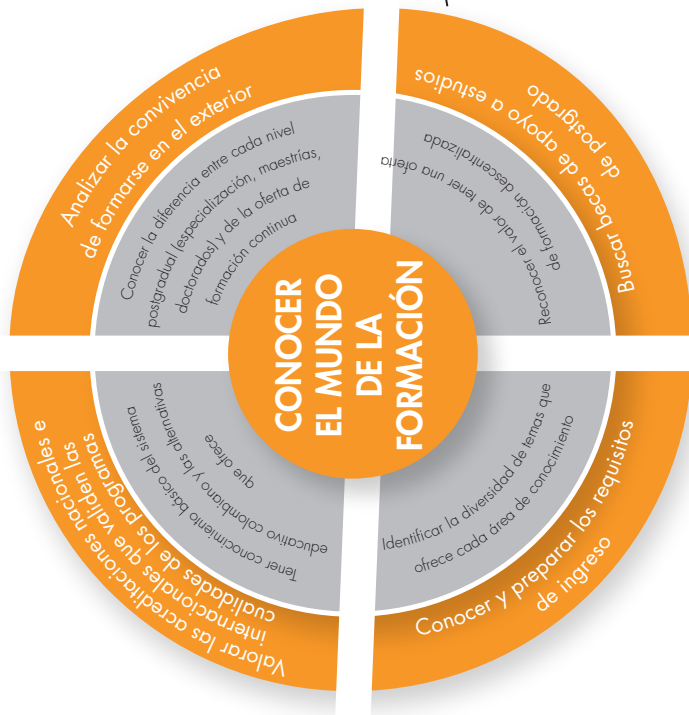 CONOCER
EL MUNDO
DE LA
FORMACIÓN
Analizar la convivencia
de formarse en el exterior
Conocer la diferencia entre cada nivel
postgradual (especialización, maestrías,
doctorados) y de la oferta de
formación continua
Buscar becas de apoyo a estudios
de postgrado
Reconocer el valor de tener una oferta
de formación descentralizada
Conocer y preparar los requisitos
de ingreso
Identificar la diversidad de temas que
ofrece cada área de conocimiento
Valorar las acreditaciones nacionales e
internacionales que validen las
cualidades de los programas
Tener conocimiento básico del sistema
educativo colombiano y las alternativas
que ofrece